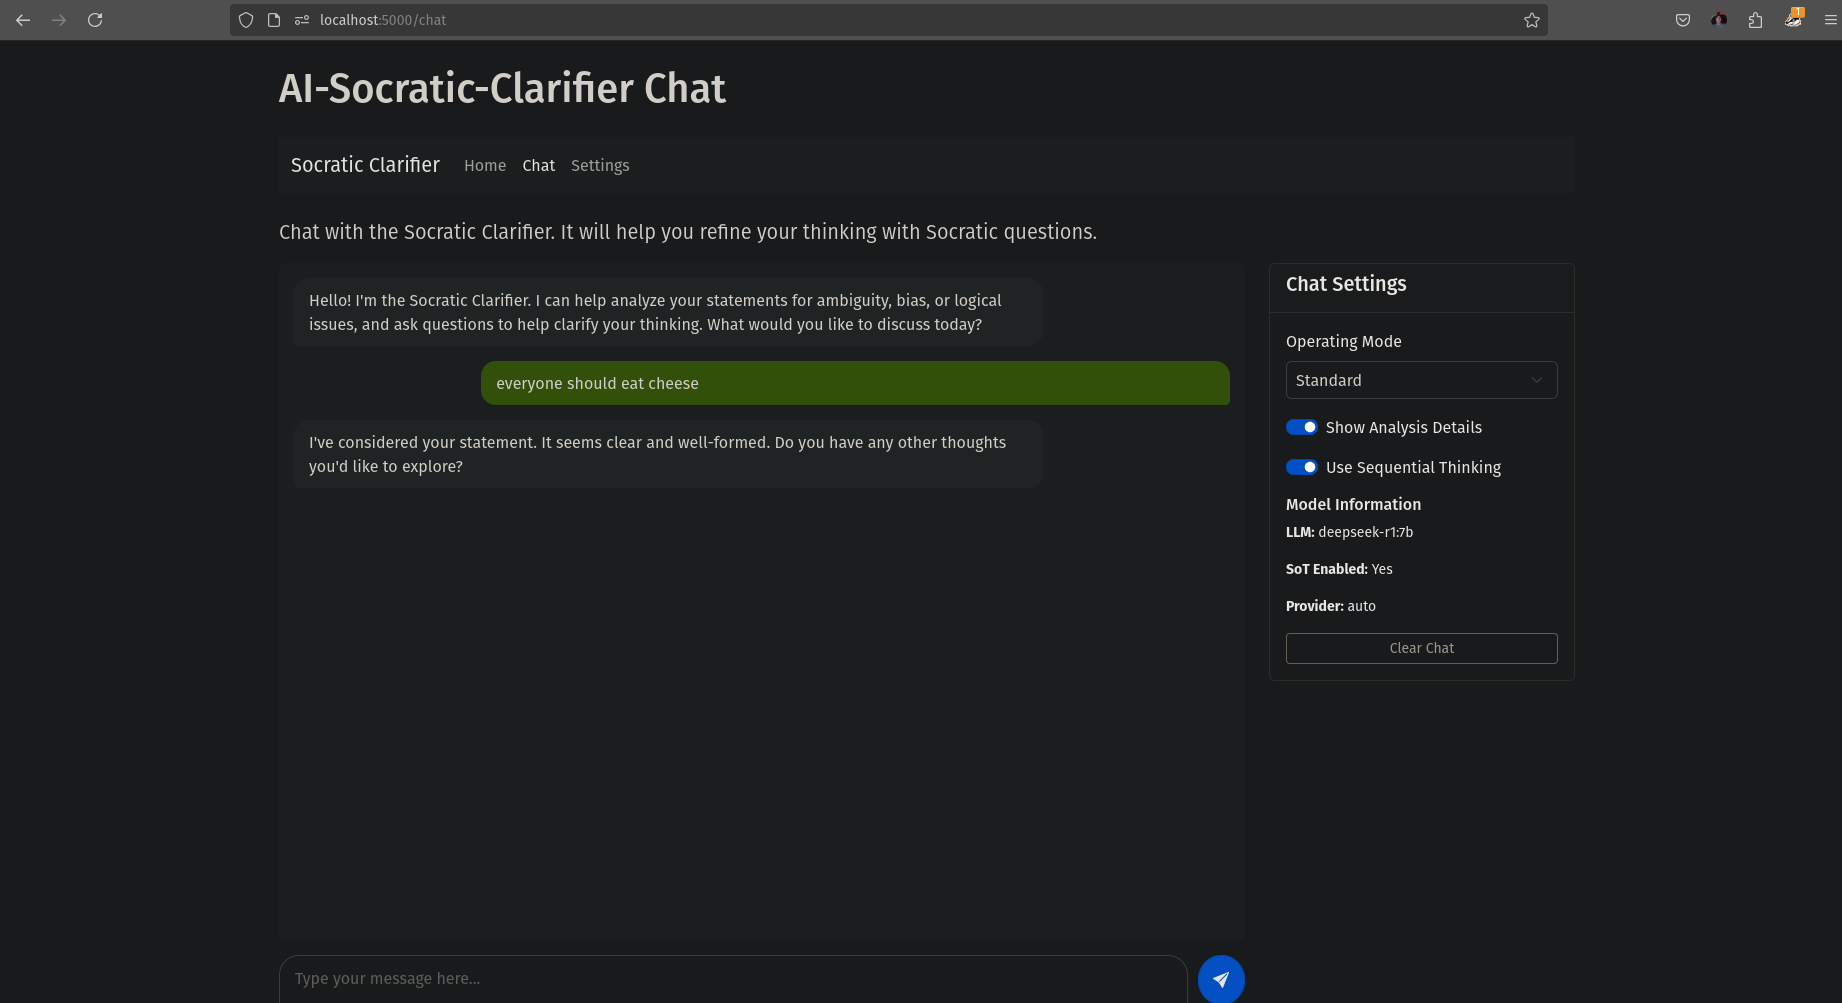 localhost:5000/chat
1
AI-Socratic-Clarifier Chat
Socratic Clarifier Home Chat Settings
Chat with the Socratic Clarifier. It will help you refine your thinking with Socratic questions.
Hello! I'm the Socratic Clarifier. I can help analyze your statements for ambiguity, bias, or logical
issues, and ask questions to help clarify your thinking. What would you like to discuss today?
everyone should eat cheese
I've considered your statement. It seems clear and well-formed. Do you have any other thoughts
you'd like to explore?
Type your message here...
Chat Settings
Operating Mode
Standard
Show Analysis Details
Use Sequential Thinking
Model Information
LLM: deepseek-r1:7b
SoT Enabled: Yes
Provider: auto
Clear Chat